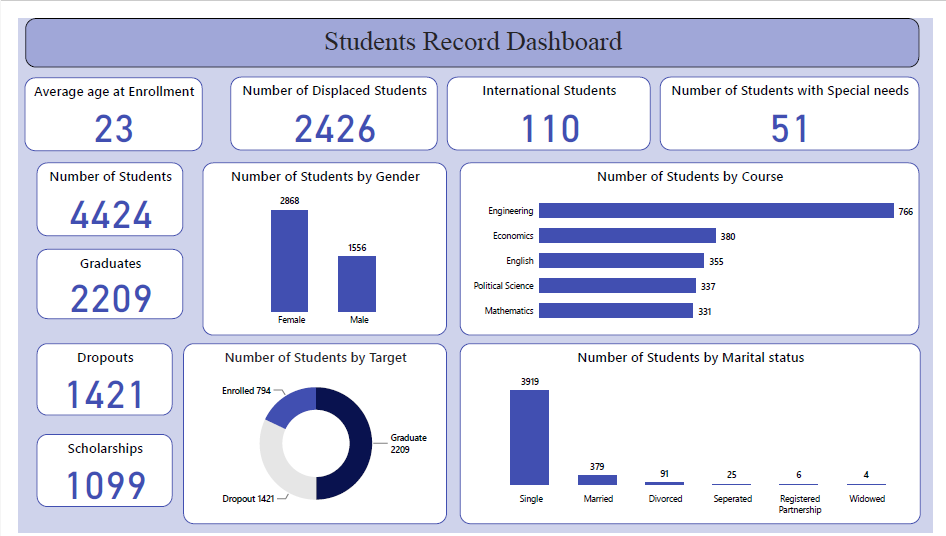 Students Record Dashboard
Average age at Enrollment
23
Number of Displaced Students
2426
International Students
110
Number of Students with Special needs
51
Number of Students
4424
Graduates
2209
Number of Students by Gender
2868
1556
Female
Male
Number of Students by Course
Engineering
766
Economics
380
English
355
Political Science
337
Mathematics
331
Dropouts
1421
Scholarships
1099
Number of Students by Target
Enrolled 794
Graduate
2209
Dropout 1421
Number of Students by Marital status
3919
379
91
25
6
4
Single
Married
Divorced
Seperated
Registered
Partnership
Widowed